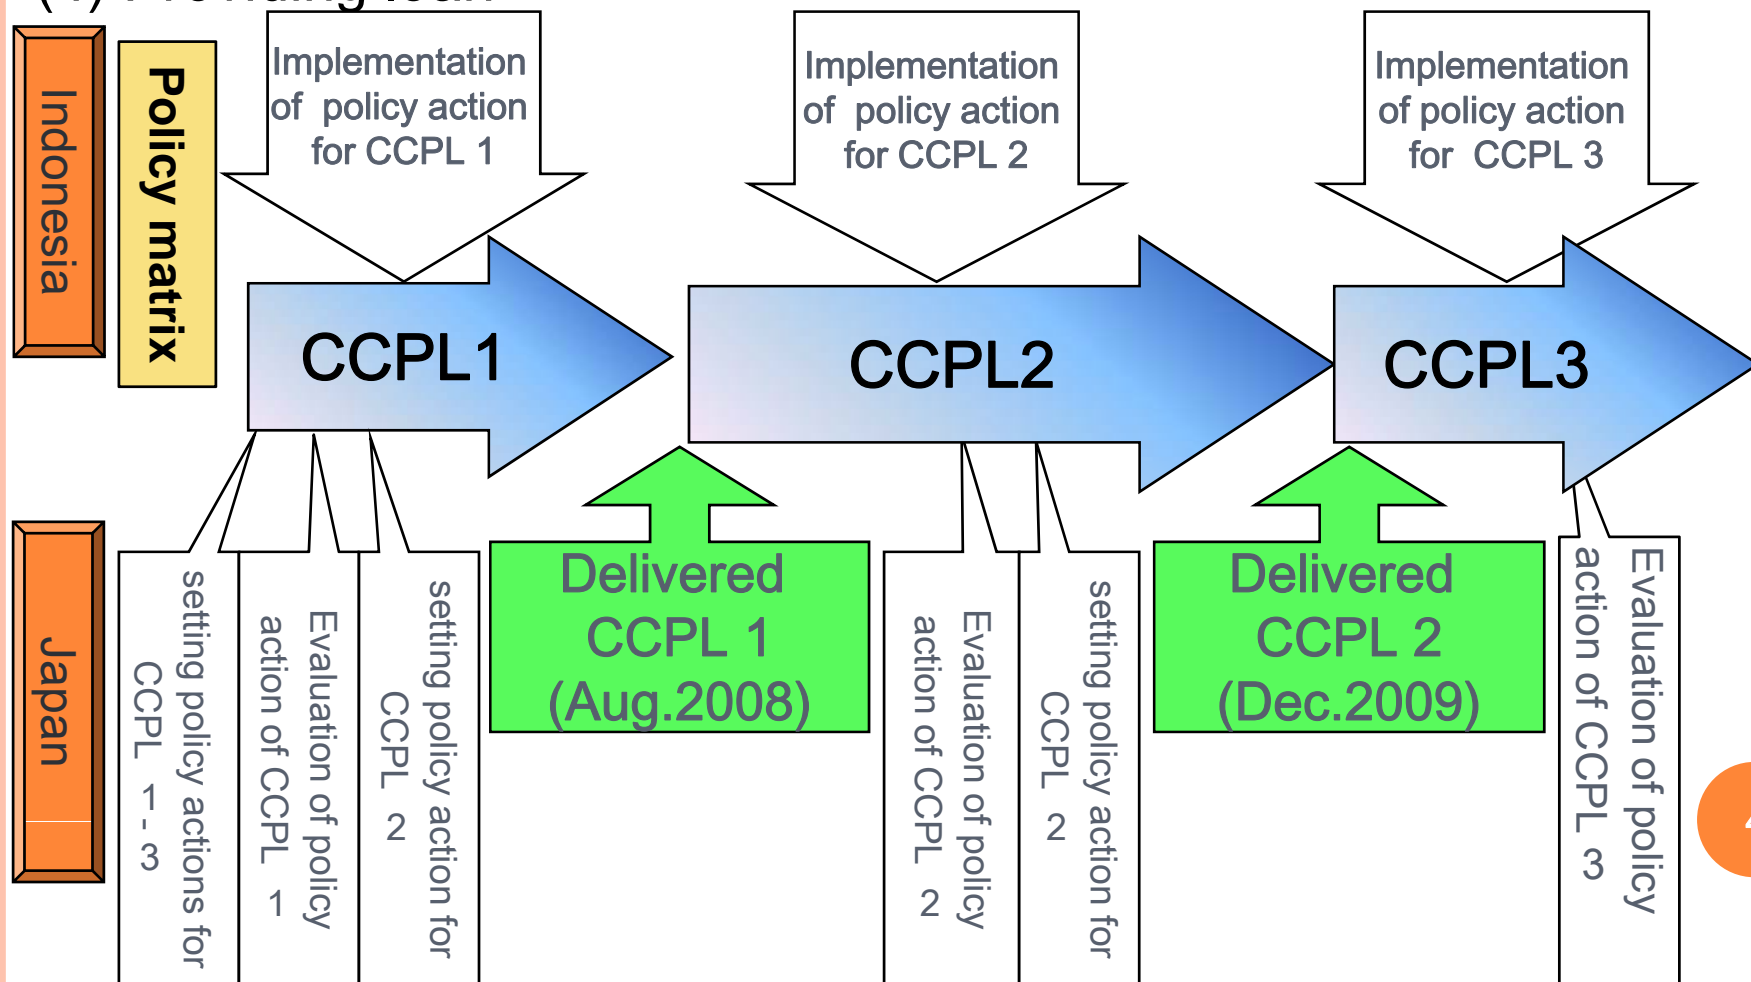 Indonesia
Policy matrix
Implementation
of policy action
for CCPL 1
Implementation
of policy action
for CCPL 2
Implementation
of policy action
for CCPL 3
CCPL1
CCPL2
CCPL3
Japan
setting policy actions for
CCPL 1-3
Evaluation of policy
action of CCPL 1
setting policy action for
CCPL 2
Delivered
CCPL 1
(Aug.2008)
Evaluation of policy
action of CCPL 2
setting policy action for
CCPL 2
Delivered
CCPL 2
(Dec.2009)
Evaluation of policy
action of CCPL 3